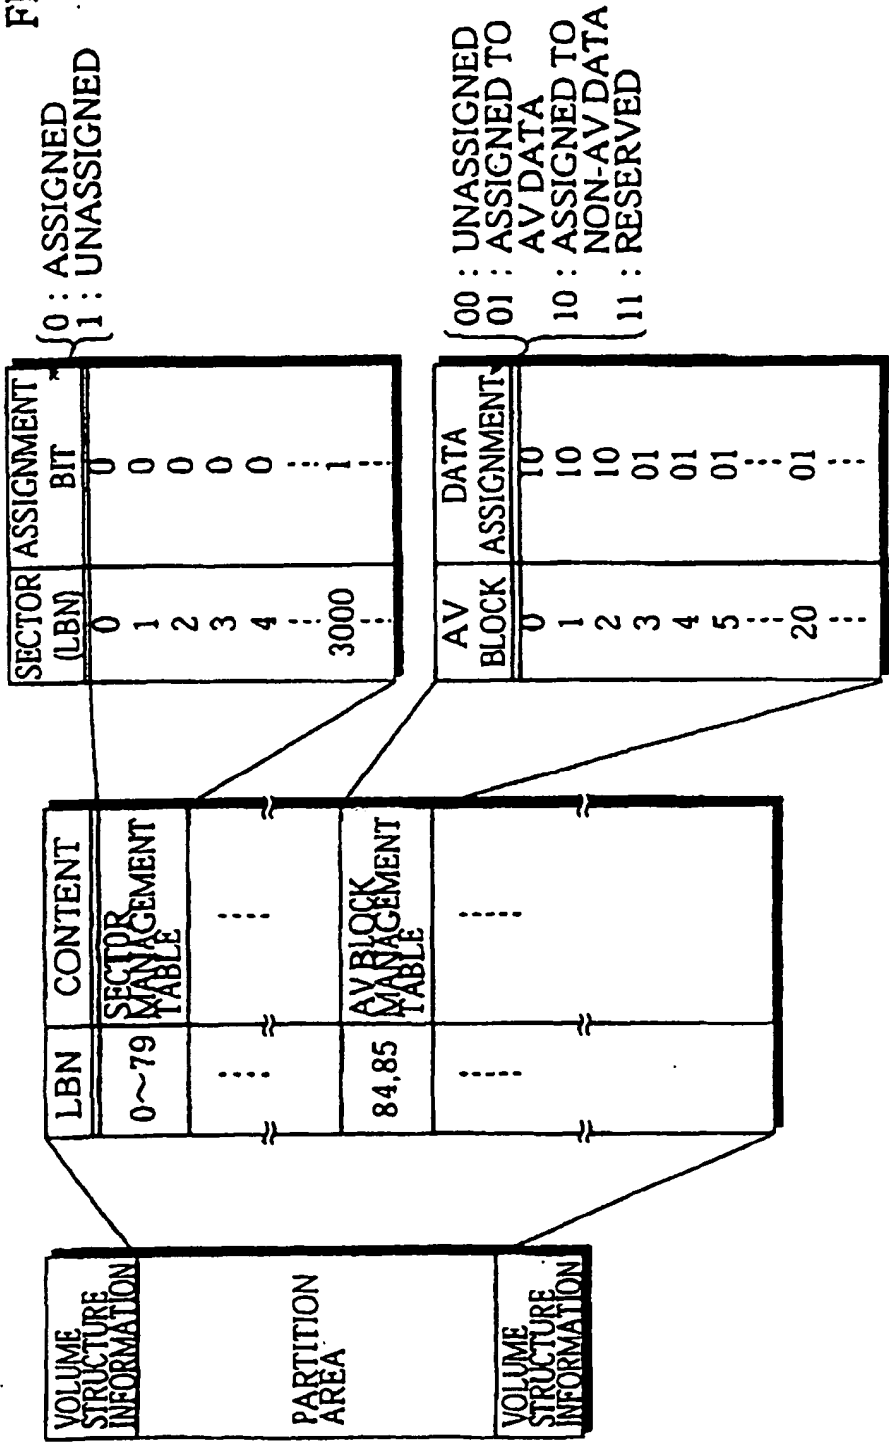 VOLUME
STRUCTURE
INFORMATION
PARTITION
AREA
VOLUME
STRUCTURE
INFORMATION
LBN CONTENT
0~79 SECTOR
MANAGEMENT
TABLE
84,85 AV BLOCK
MANAGEMENT
TABLE
SECTOR ASSIGNMENT
(LBN) BIT
0 0
1 0
2 0
3 0
4 0
3000 1
0 : ASSIGNED
1 : UNASSIGNED
AV DATA
BLOCK ASSIGNMENT
0 10
1 10
2 10
3 01
4 01
5 01
20 01
00 : UNASSIGNED
01 : ASSIGNED TO
AV DATA
10 : ASSIGNED TO
NON-AV DATA
11 : RESERVED